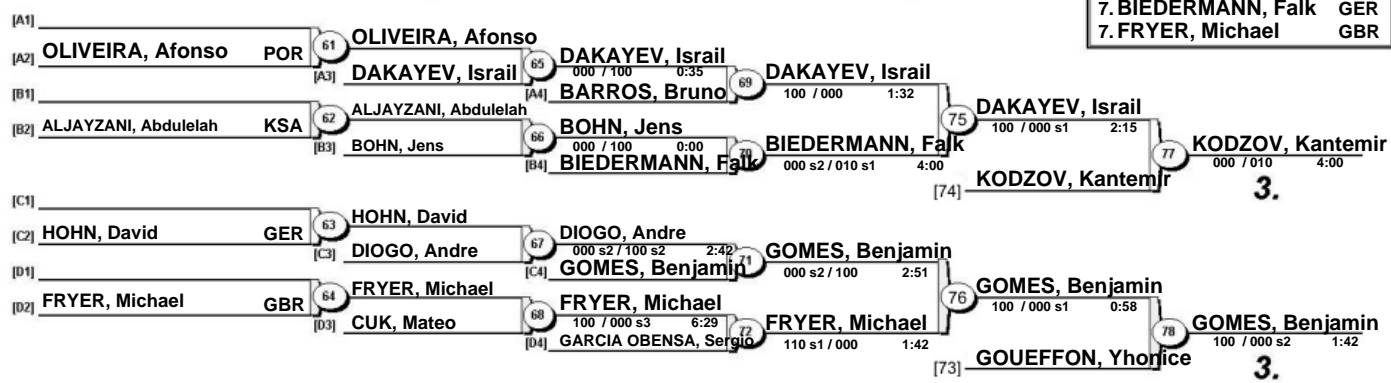 7. BIEDERMANN, Falk GER
7. FRYER, Michael GBR
[A1]
[A2] OLIVEIRA, Afonso POR
61
OLIVEIRA, Afonso
[A3] DAKAYEV, Israil
65
DAKAYEV, Israil
000 / 100 0:35
[A4] BARROS, Bruno
69
DAKAYEV, Israil
100 / 000 1:32
[B1]
[B2] ALJAYZANI, Abdulelah KSA
62
ALJAYZANI, Abdulelah
[B3] BOHN, Jens
66
BOHN, Jens
000 / 100 0:00
[B4] BIEDERMANN, Falk
70
BIEDERMANN, Falk
000 s2 / 010 s1 4:00
75
DAKAYEV, Israil
100 / 000 s1 2:15
[74] KODZOV, Kantemir
77
KODZOV, Kantemir
000 / 010 4:00
3.
[C1]
[C2] HOHN, David GER
63
HOHN, David
[C3] DIOGO, Andre
67
DIOGO, Andre
000 s2 / 100 s2 2:42
[C4] GOMES, Benjamin
71
GOMES, Benjamin
000 s2 / 100 2:51
[D1]
[D2] FRYER, Michael GBR
64
FRYER, Michael
[D3] CUK, Mateo
68
FRYER, Michael
100 / 000 s3 6:29
[D4] GARCIA OBENSA, Sergio
72
FRYER, Michael
110 s1 / 000 1:42
76
GOMES, Benjamin
100 / 000 s1 0:58
[73] GOUEFFON, Yhonice
78
GOMES, Benjamin
100 / 000 s2 1:42
3.